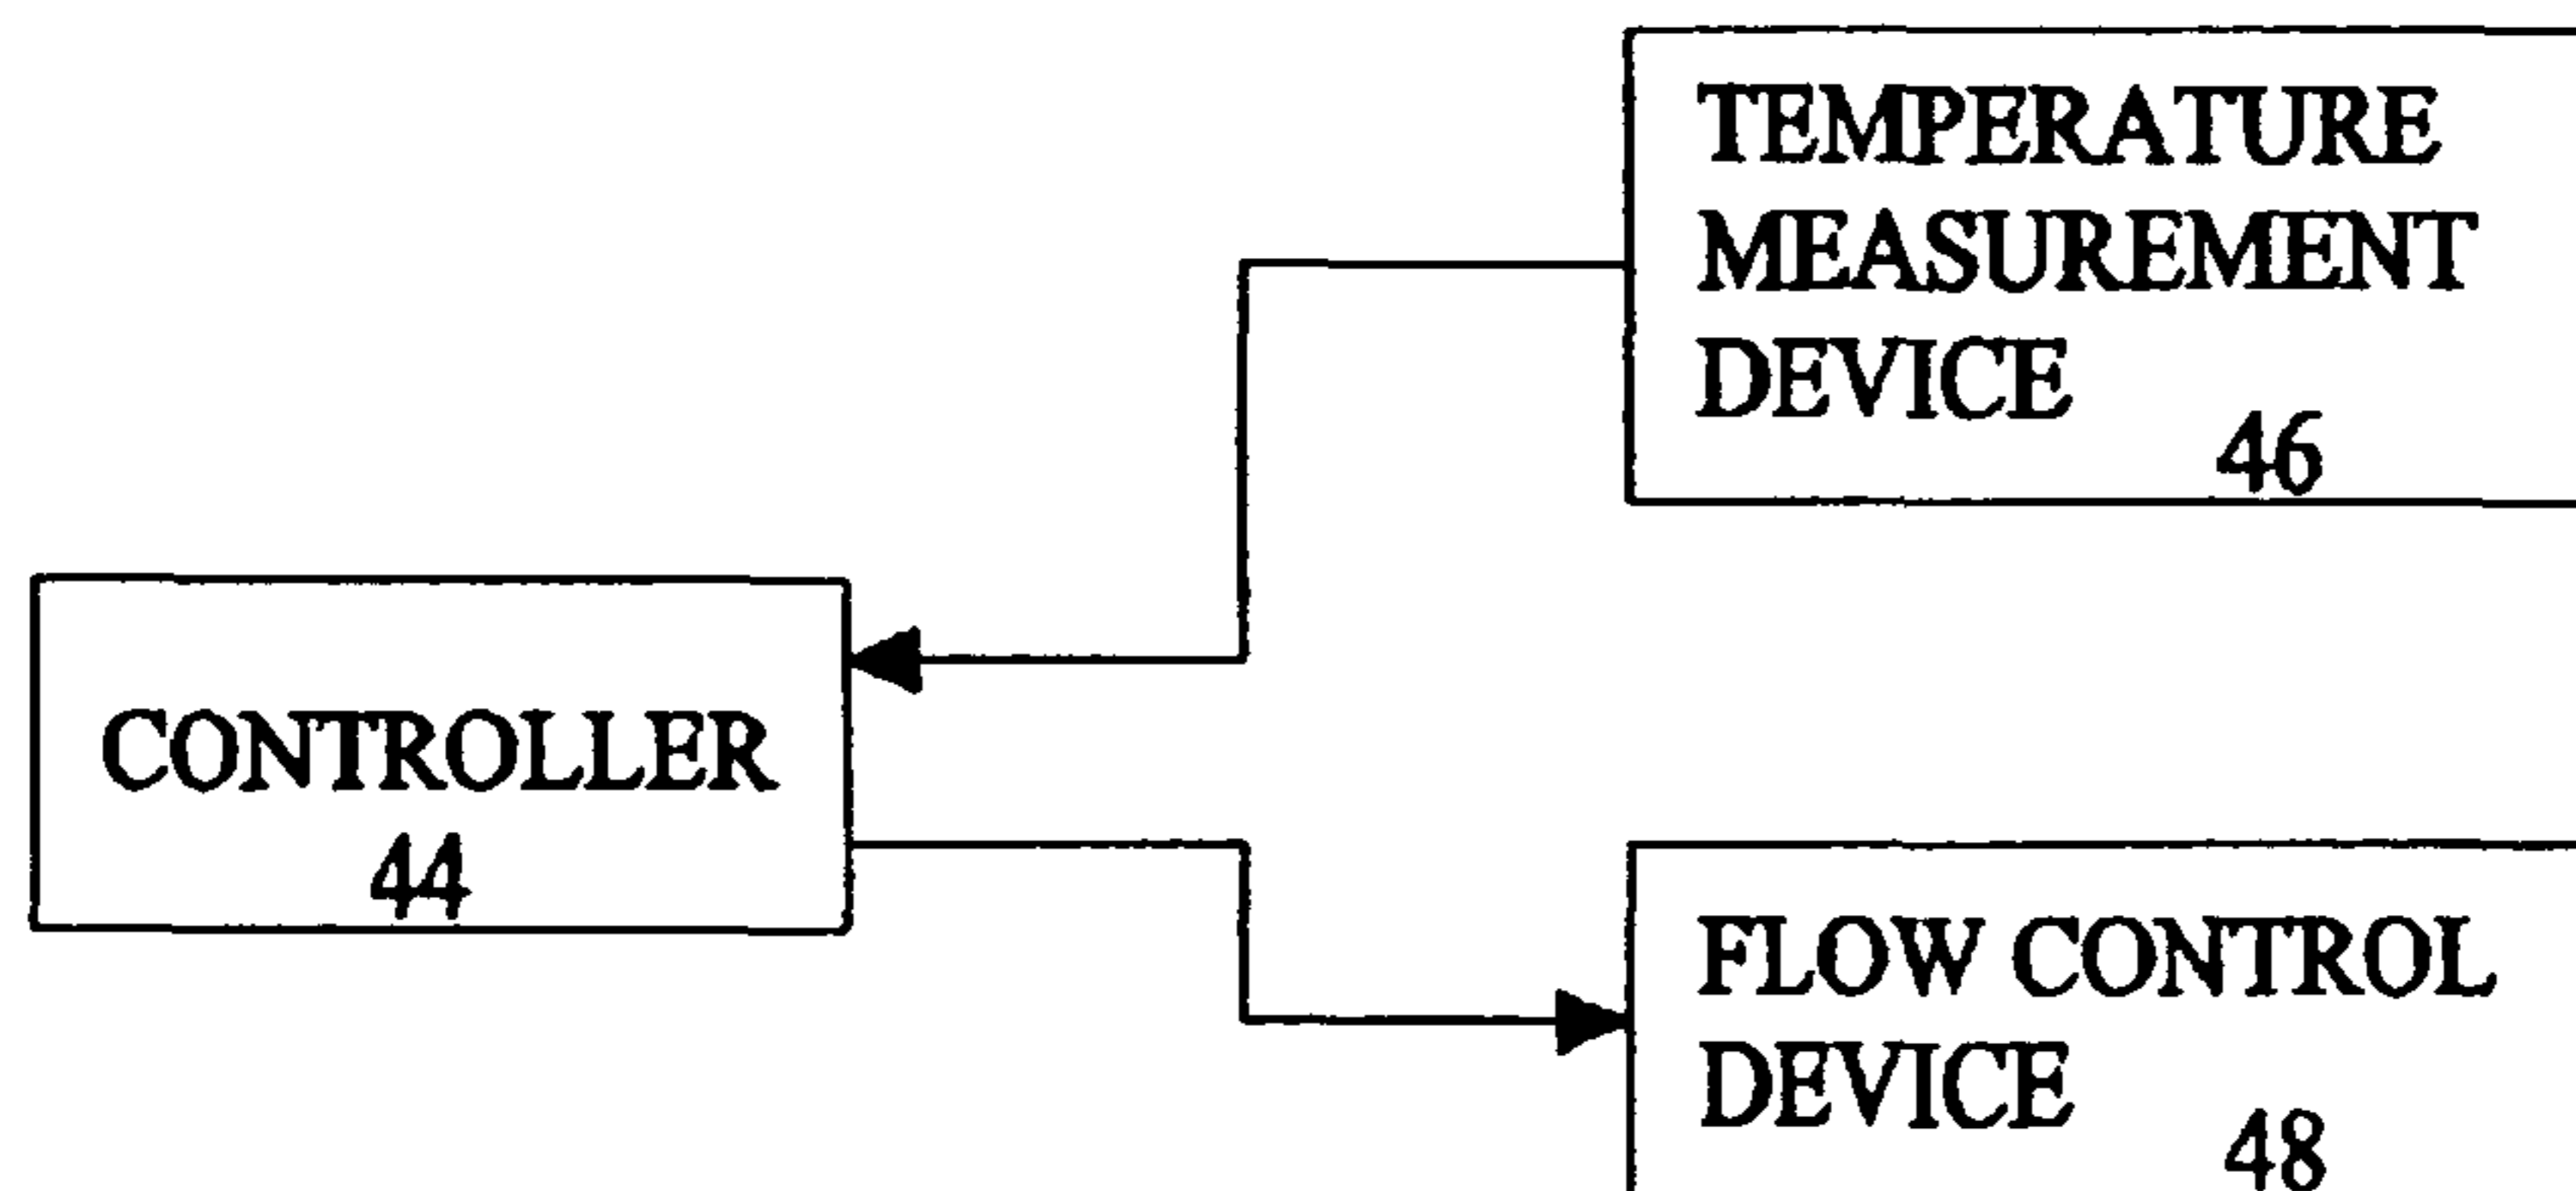 TEMPERATURE
MEASUREMENT
DEVICE
46
CONTROLLER
44
FLOW CONTROL
DEVICE
48